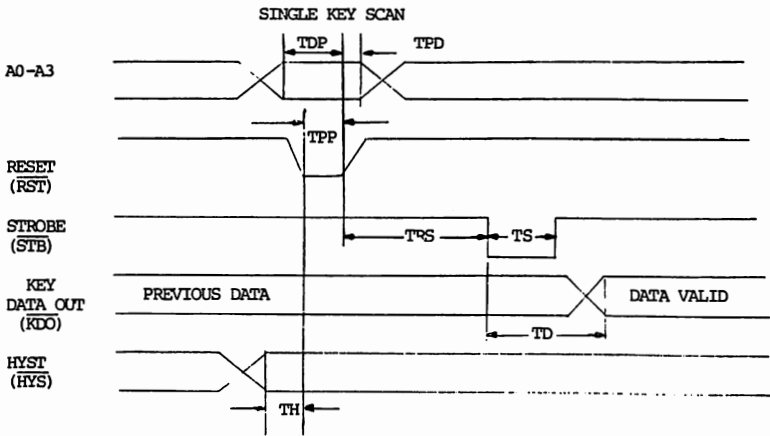 SINGLE KEY SCAN
TDP
TPD
A0-A3
TPP
RESET
(RST)
STROBE
(STB)
TRS
TS
KEY
DATA OUT
(KDO)
PREVIOUS DATA
DATA VALID
TD
HYST
(HYS)
TH